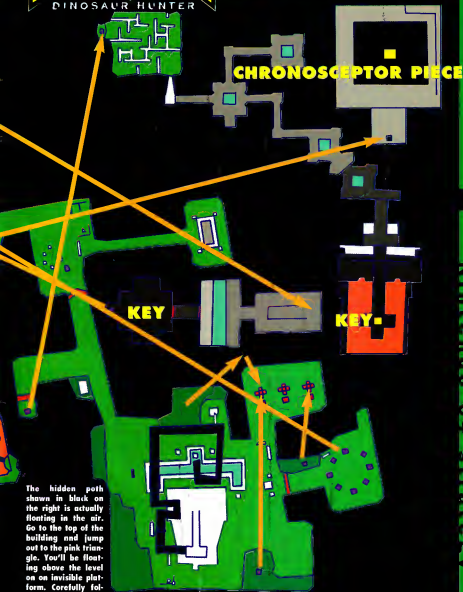 DINOSAUR HUNTER
CHRONOSCEPTOR PIECE
KEY
KEY
The hidden path
shown in black on
the right is actually
floating in the air.
Go to the top of the
building and jump
out to the pink trian-
gle. You'll be float-
ing above the level
on an invisible plat-
form. Carefully fol-